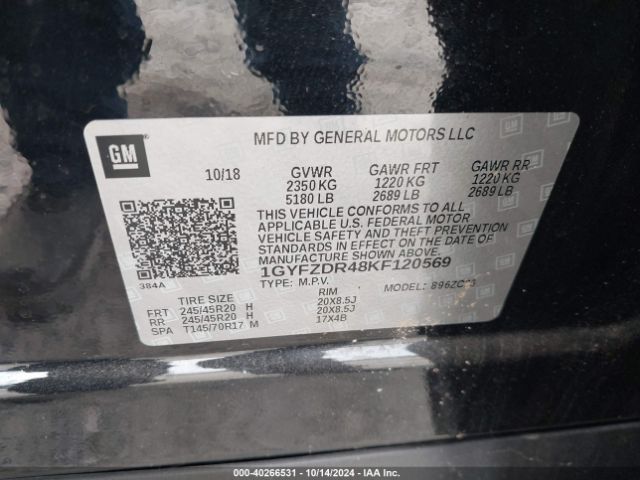 GM
MFD BY GENERAL MOTORS LLC
10/18 GVWR GAWR FRT GAWR RR
2350 KG 1220 KG 1220 KG
5180 LB 2689 LB 2689 LB
THIS VEHICLE CONFORMS TO ALL
APPLICABLE U.S. FEDERAL MOTOR
VEHICLE SAFETY AND THEFT PREVENTION
STANDARDS IN EFFECT ON THE DATE OF
MANUFACTURE SHOWN ABOVE.
1GYFZDR48KF120569
384A TYPE: M.P.V. MODEL:
TIRE SIZE RIM
FRT 245/45R20 H 20X8.5J
RR 245/45R20 H 20X8.5J
SPA T145/70R17 M 17X4B
000-40266531 - 10/14/2024 - IAA Inc.